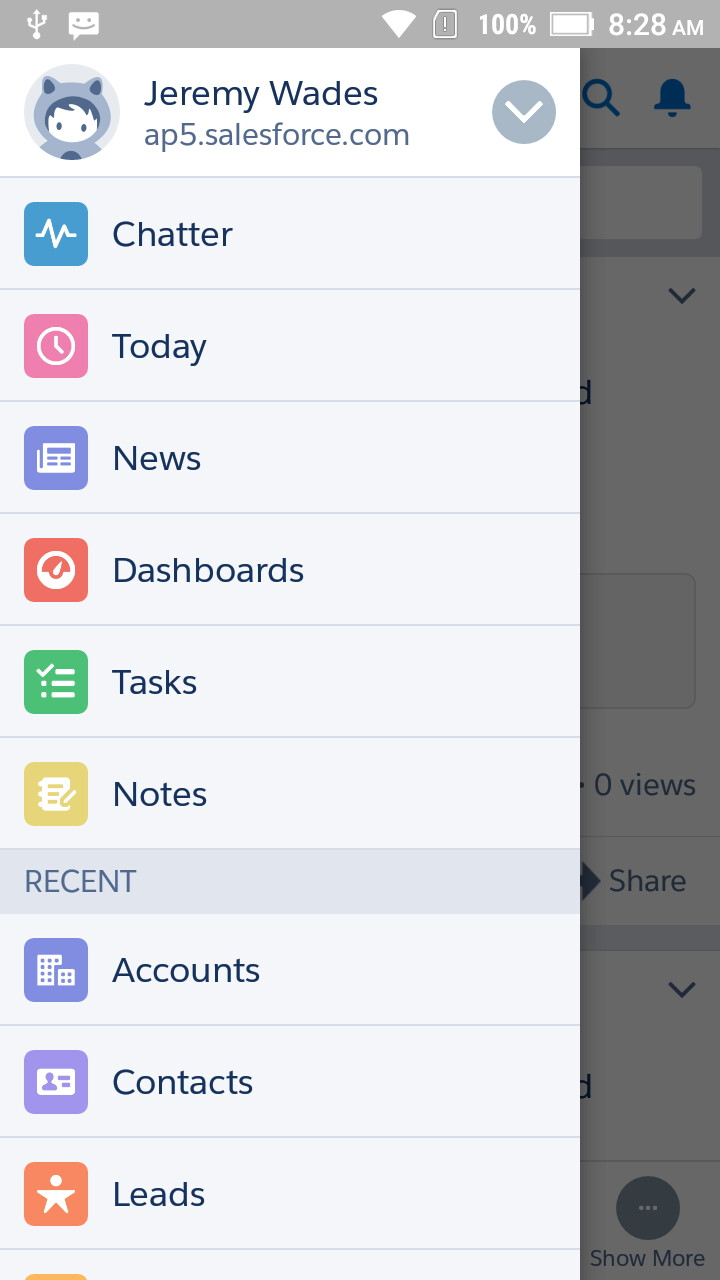 100% 8:28 AM
Jeremy Wades
ap5.salesforce.com
Chatter
Today
d
News
Dashboards
Tasks
Notes
• 0 views
RECENT
Share
Accounts
Contacts
d
Leads
Show More